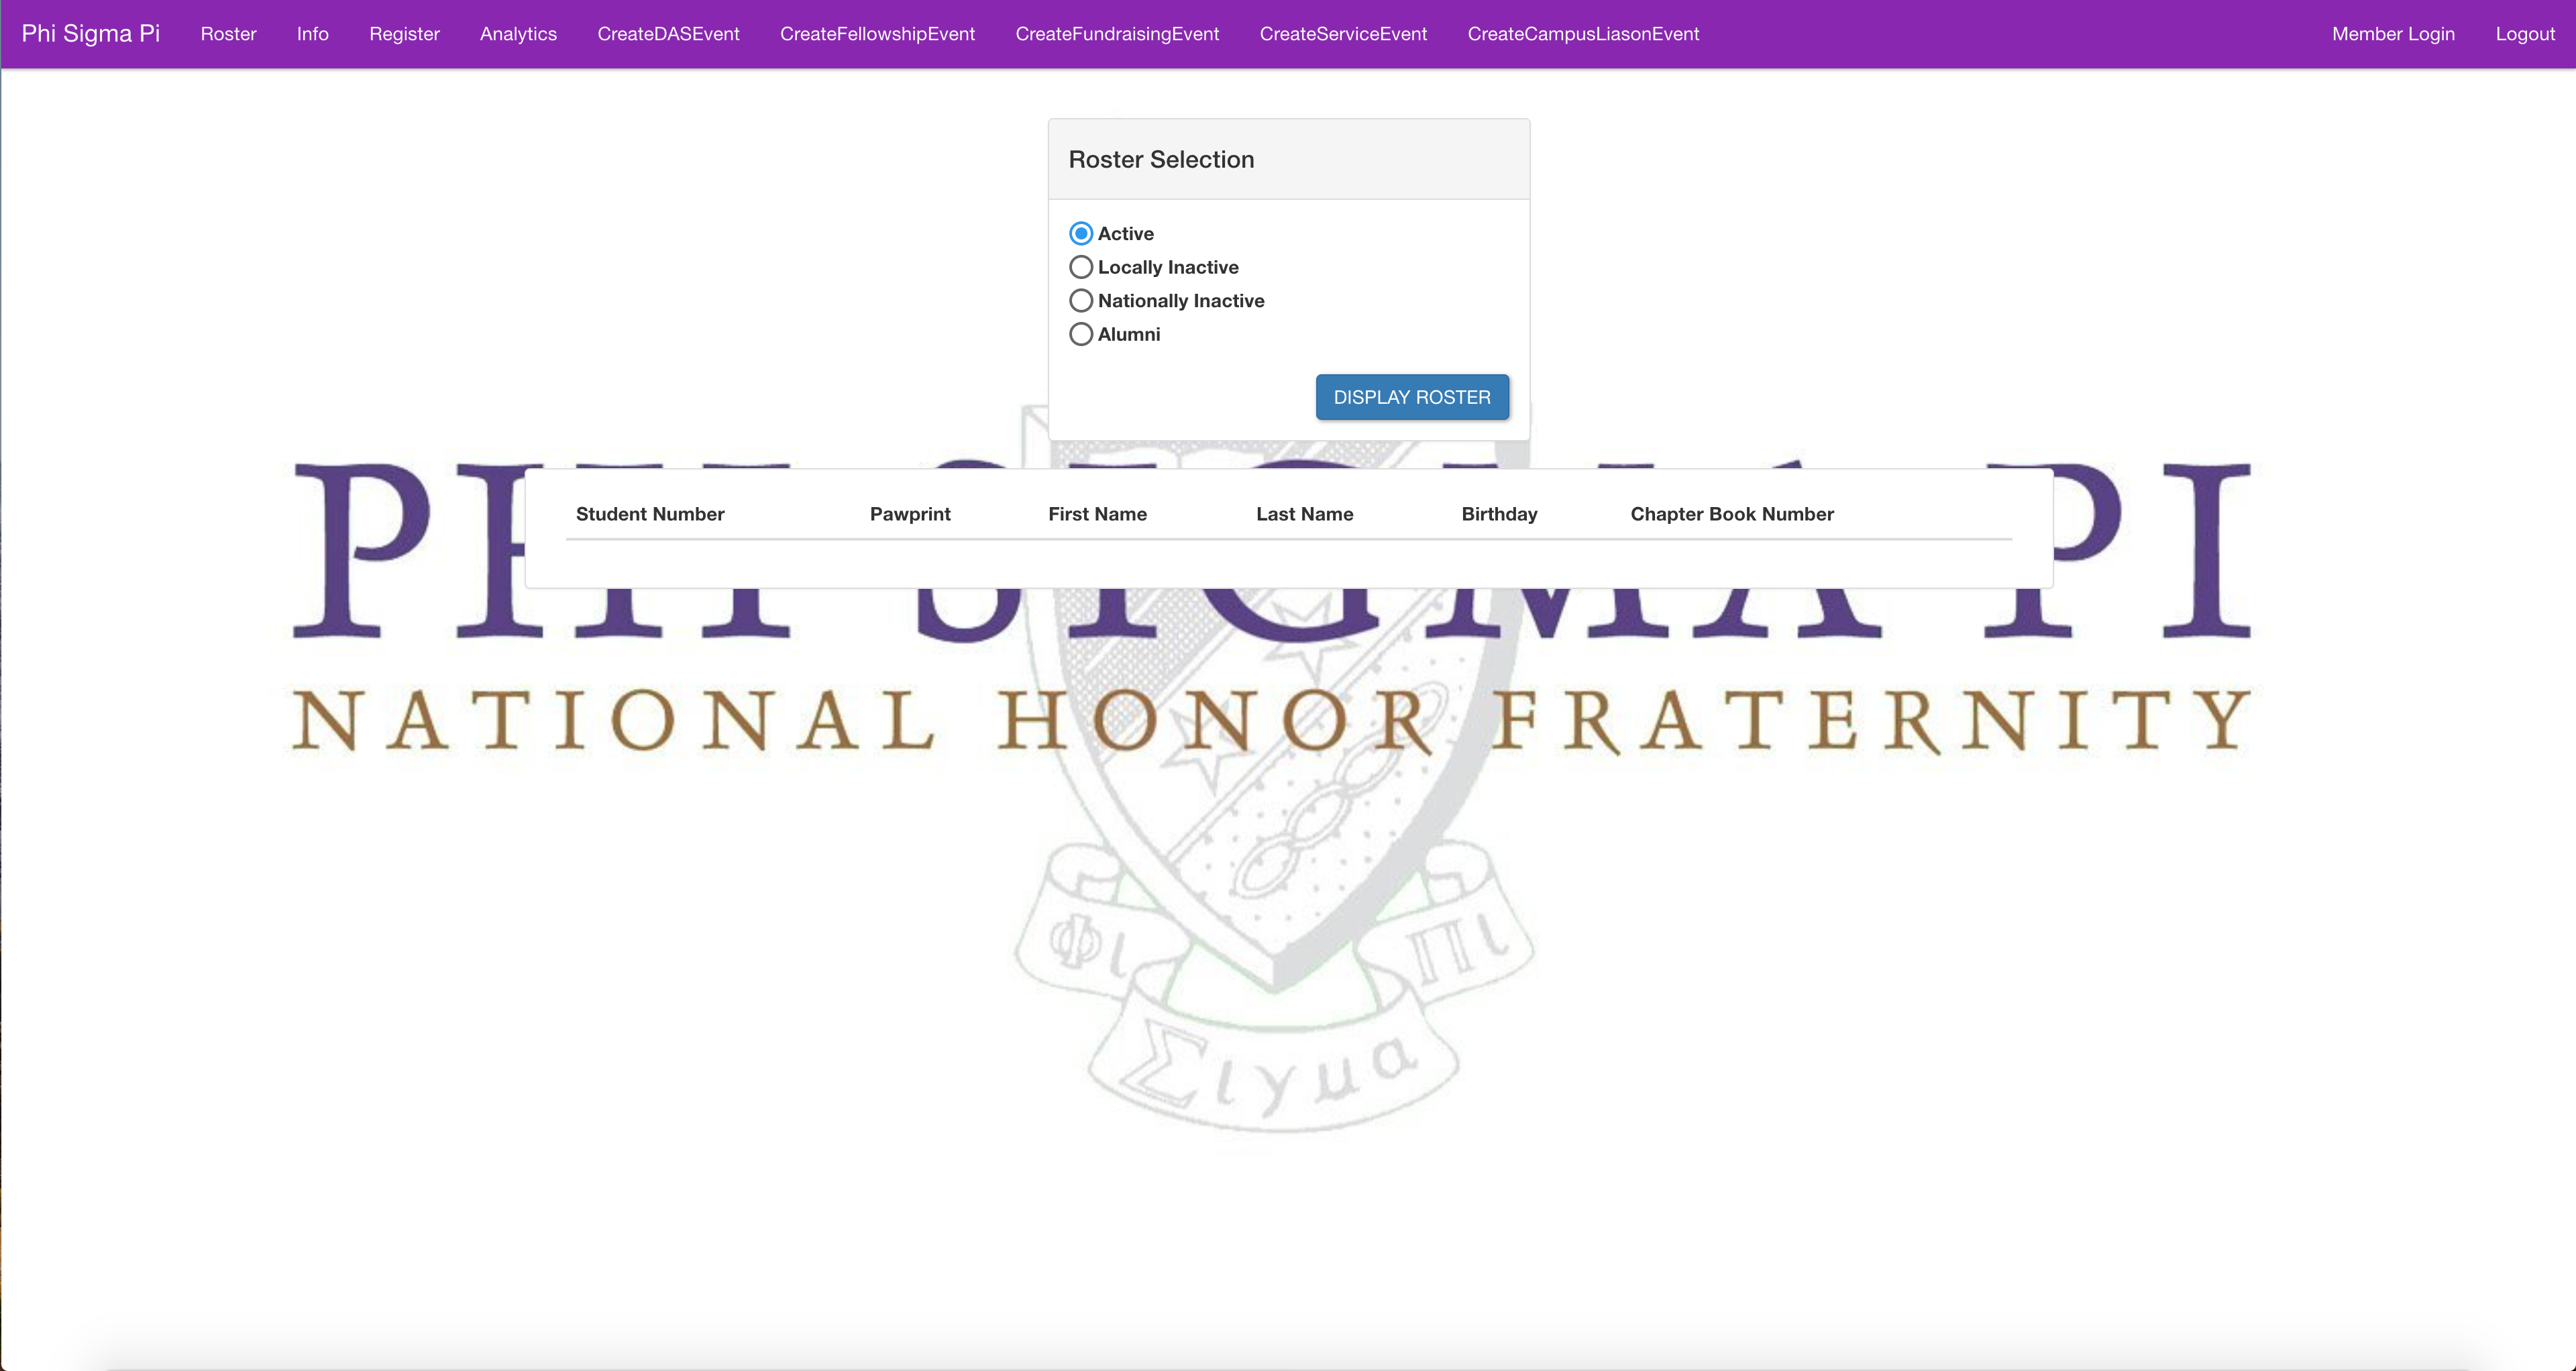 Phi Sigma Pi Roster Info Register Analytics CreateDASEvent CreateFellowshipEvent CreateFundraisingEvent CreateServiceEvent CreateCampusLiasonEvent Member Login Logout
Roster Selection
Active
Locally Inactive
Nationally Inactive
Alumni
DISPLAY ROSTER
PHI SIGMA PI
Student Number Pawprint First Name Last Name Birthday Chapter Book Number
NATIONAL HONOR FRATERNITY
Φι Πι
Σιγμα